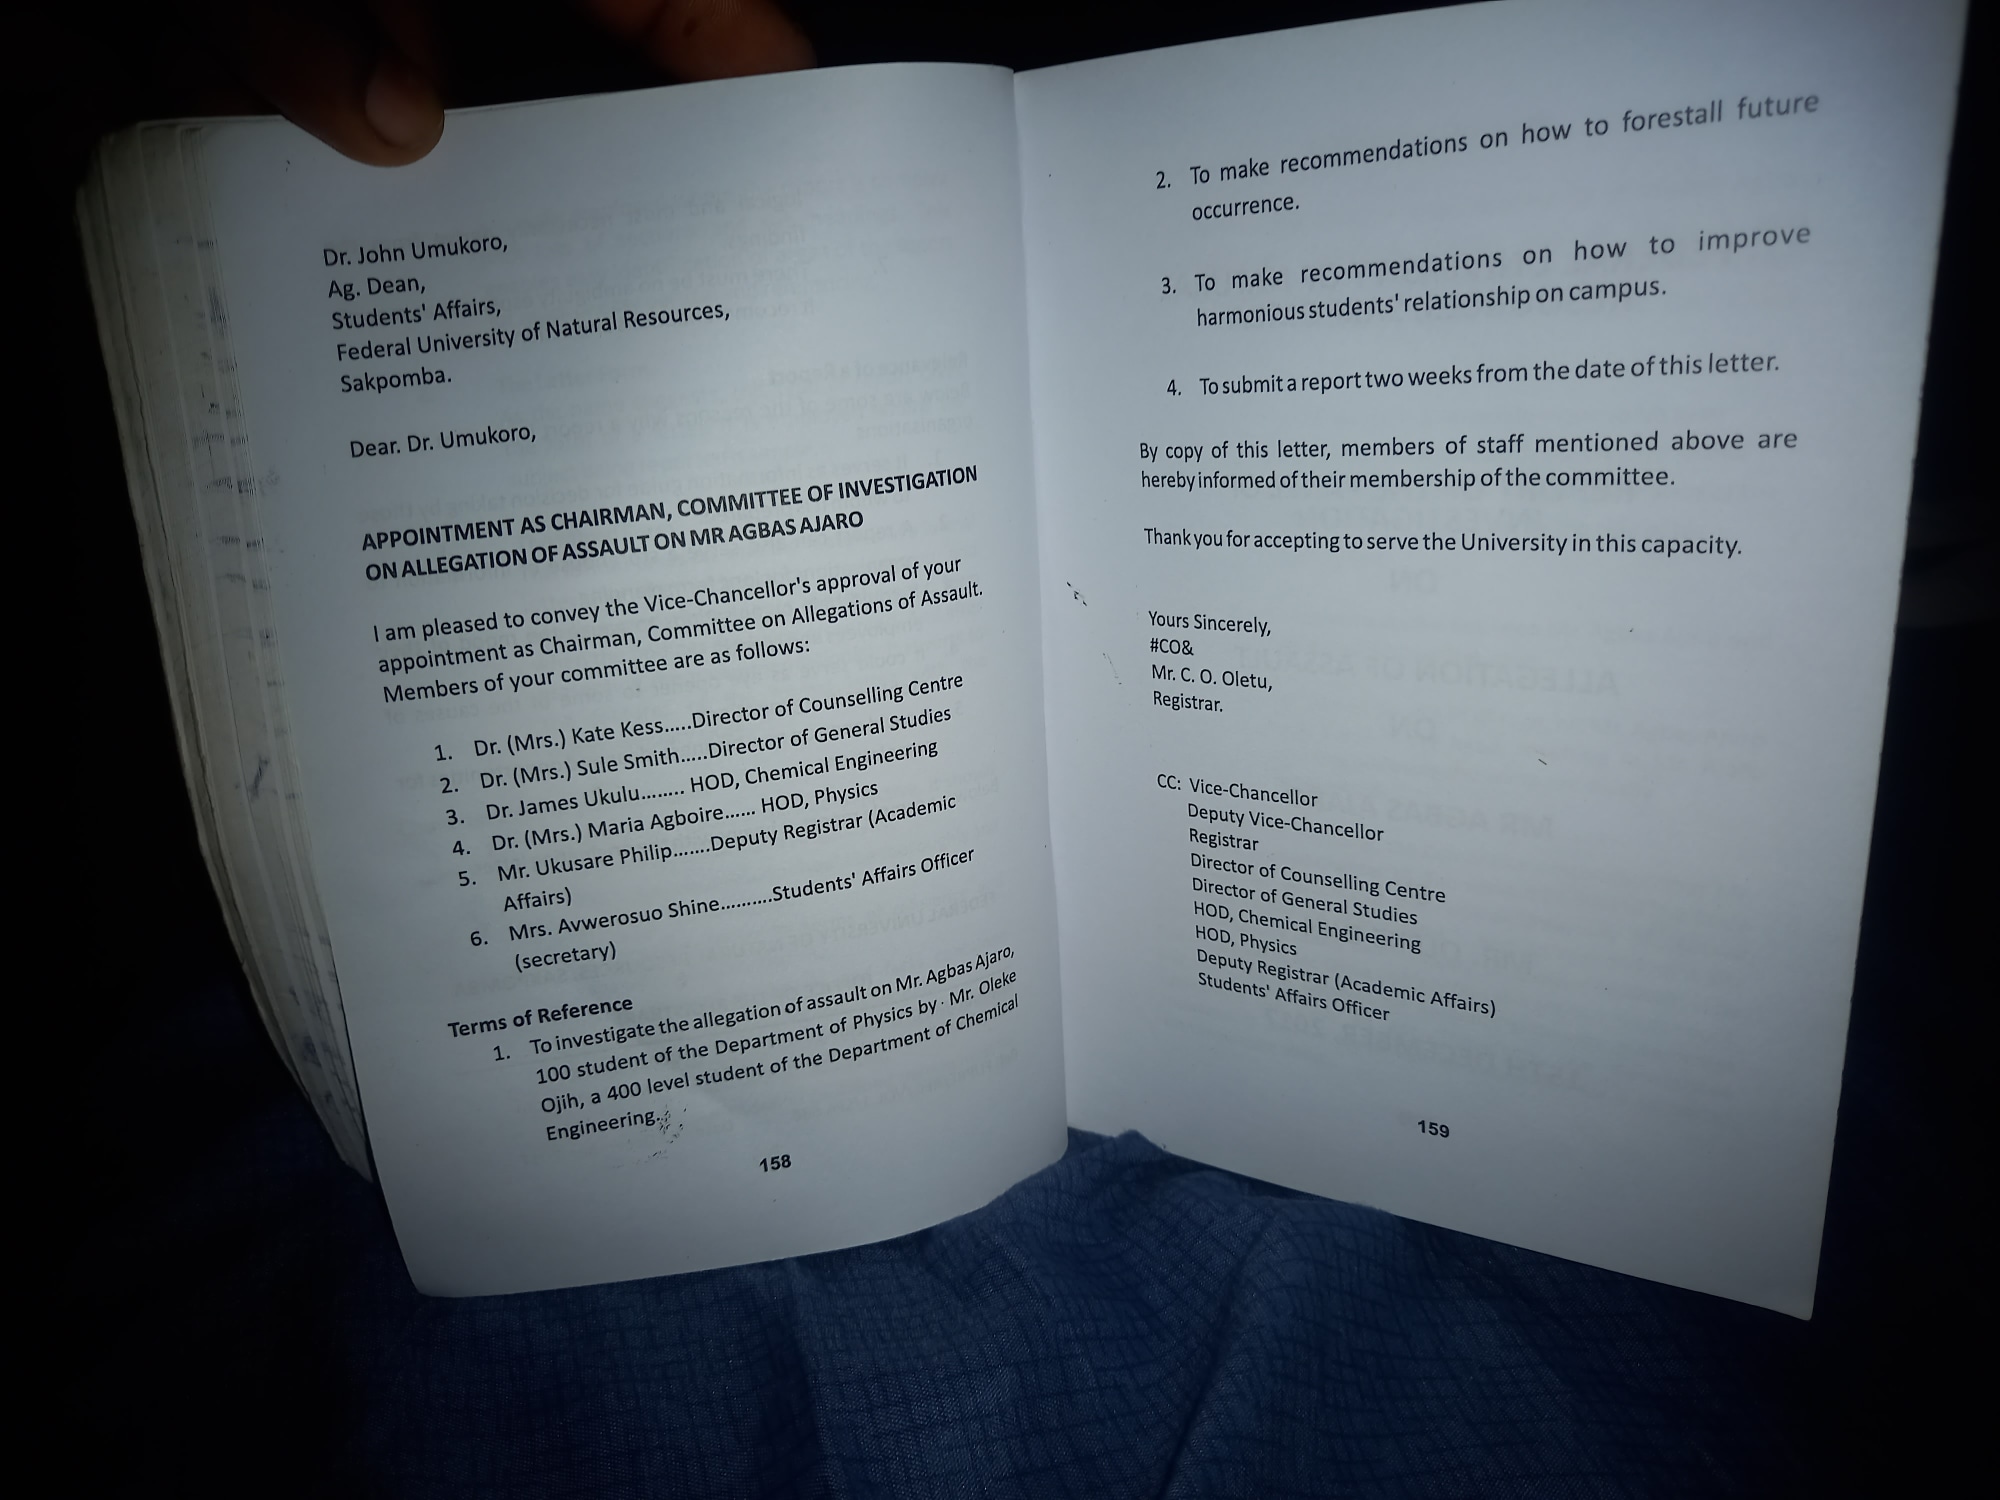 Dr. John Umukoro,
Ag. Dean,
Students' Affairs,
Federal University of Natural Resources,
Sakpomba.
Dear. Dr. Umukoro,
APPOINTMENT AS CHAIRMAN, COMMITTEE OF INVESTIGATION
ON ALLEGATION OF ASSAULT ON MR AGBAS AJARO
I am pleased to convey the Vice-Chancellor's approval of your
appointment as Chairman, Committee on Allegations of Assault.
Members of your committee are as follows:
1. Dr. (Mrs.) Kate Kess.....Director of Counselling Centre
2. Dr. (Mrs.) Sule Smith.....Director of General Studies
3. Dr. James Ukulu........ HOD, Chemical Engineering
4. Dr. (Mrs.) Maria Agboire...... HOD, Physics
5. Mr. Ukusare Philip.......Deputy Registrar (Academic
Affairs)
6. Mrs. Avwerosuo Shine..........Students' Affairs Officer
(secretary)
Terms of Reference
1. To investigate the allegation of assault on Mr. Agbas Ajaro,
100 student of the Department of Physics by · Mr. Oleke
Ojih, a 400 level student of the Department of Chemical
Engineering.
158
2. To make recommendations on how to forestall future
occurrence.
3. To make recommendations on how to improve
harmonious students' relationship on campus.
4. To submit a report two weeks from the date of this letter.
By copy of this letter, members of staff mentioned above are
hereby informed of their membership of the committee.
Thank you for accepting to serve the University in this capacity.
Yours Sincerely,
#CO&
Mr. C. O. Oletu,
Registrar.
CC: Vice-Chancellor
Deputy Vice-Chancellor
Registrar
Director of Counselling Centre
Director of General Studies
HOD, Chemical Engineering
HOD, Physics
Deputy Registrar (Academic Affairs)
Students' Affairs Officer
159